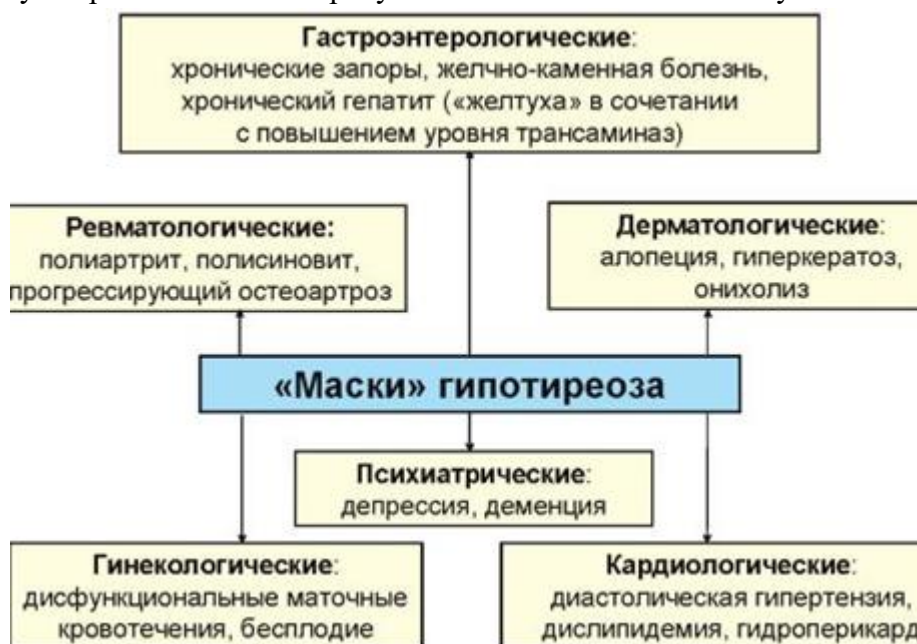 Гастроэнтерологические:
хронические запоры, желчно-каменная болезнь,
хронический гепатит («желтуха» в сочетании
с повышением уровня трансаминаз)
Ревматологические:
полиартрит, полисиновит,
прогрессирующий остеоартроз
Дерматологические:
алопеция, гиперкератоз,
онихолиз
«Маски» гипотиреоза
Психиатрические:
депрессия, деменция
Гинекологические:
дисфункциональные маточные
кровотечения, бесплодие
Кардиологические:
диастолическая гипертензия,
дислипидемия, гидроперикард